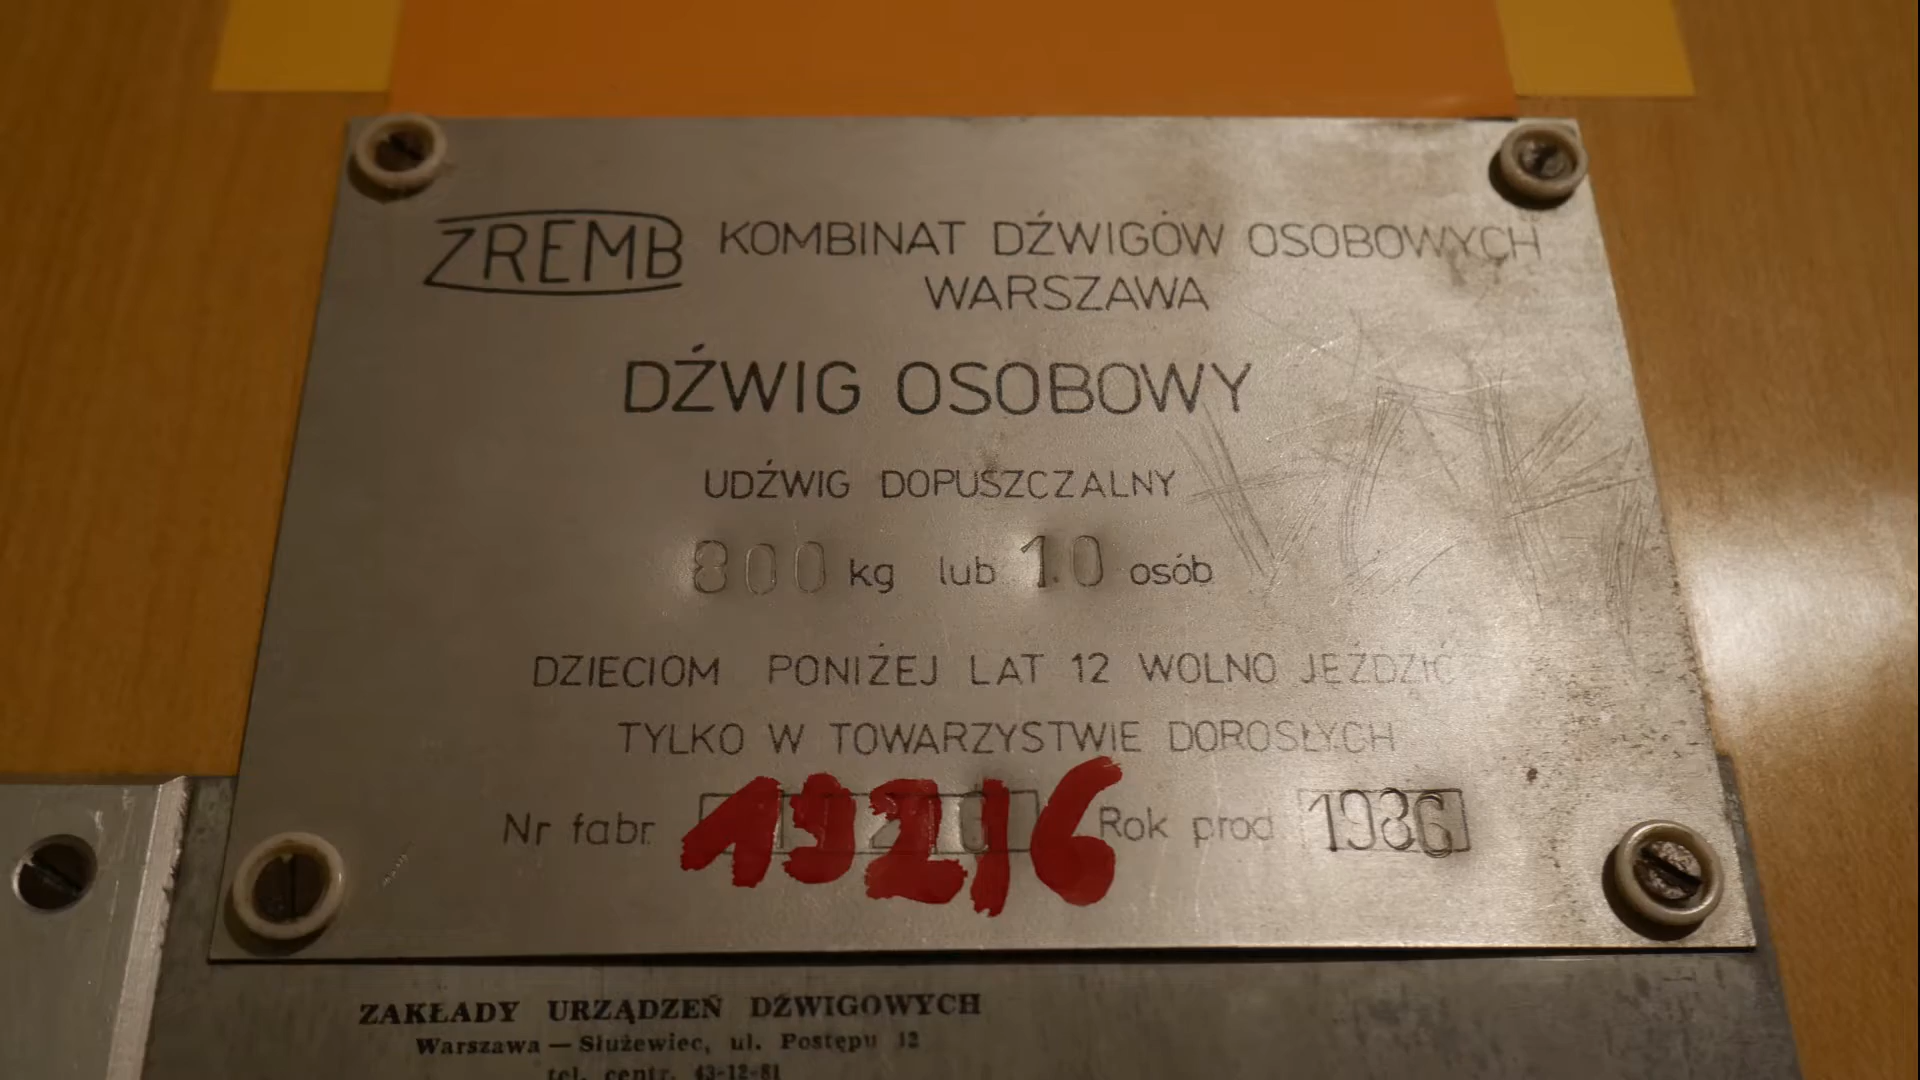 ZREMB KOMBINAT DŹWIGÓW OSOBOWYCH
WARSZAWA
DŹWIG OSOBOWY
UDŹWIG DOPUSZCZALNY
800 kg lub 10 osób
DZIECIOM PONIŻEJ LAT 12 WOLNO JEŹDZIĆ
TYLKO W TOWARZYSTWIE DOROSŁYCH
Nr fabr. Rok prod 1986
ZAKŁADY URZĄDZEŃ DŹWIGOWYCH
Warszawa — Służewiec, ul. Postępu 12
tel. centr. 43-12-81